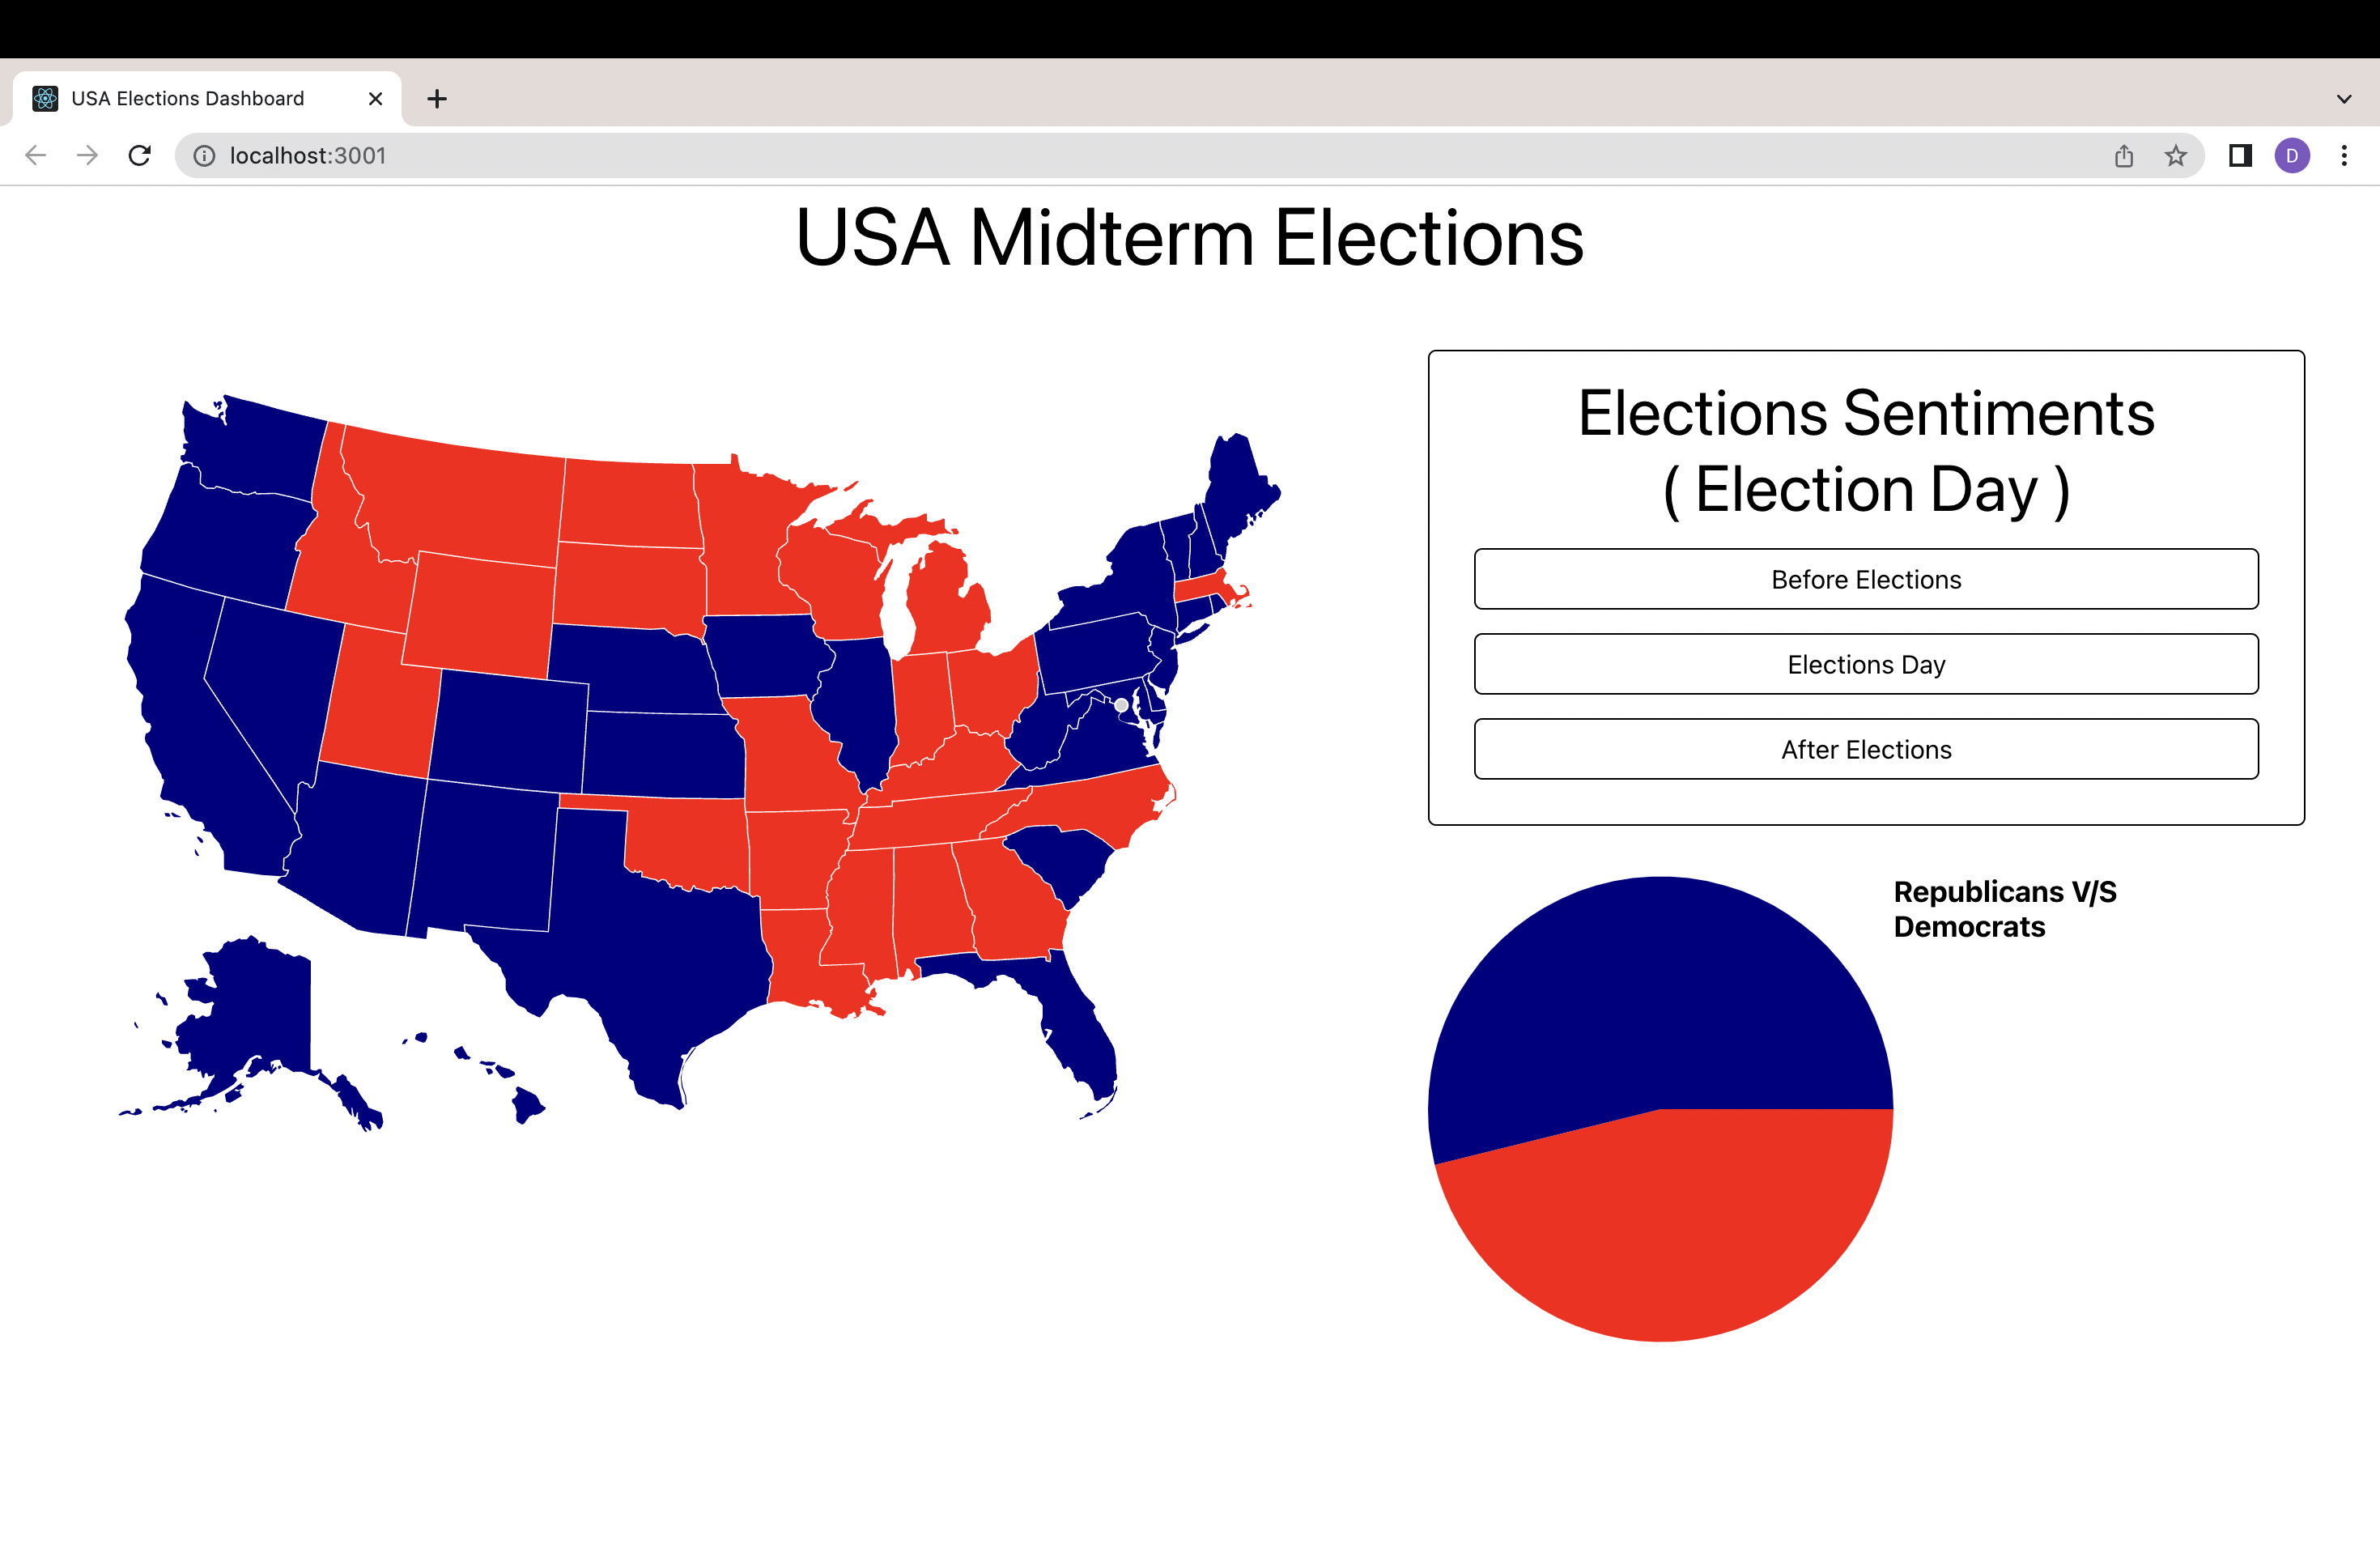 USA Elections Dashboard
localhost:3001
D
USA Midterm Elections
Elections Sentiments
( Election Day )
Before Elections
Elections Day
After Elections
Republicans V/S
Democrats